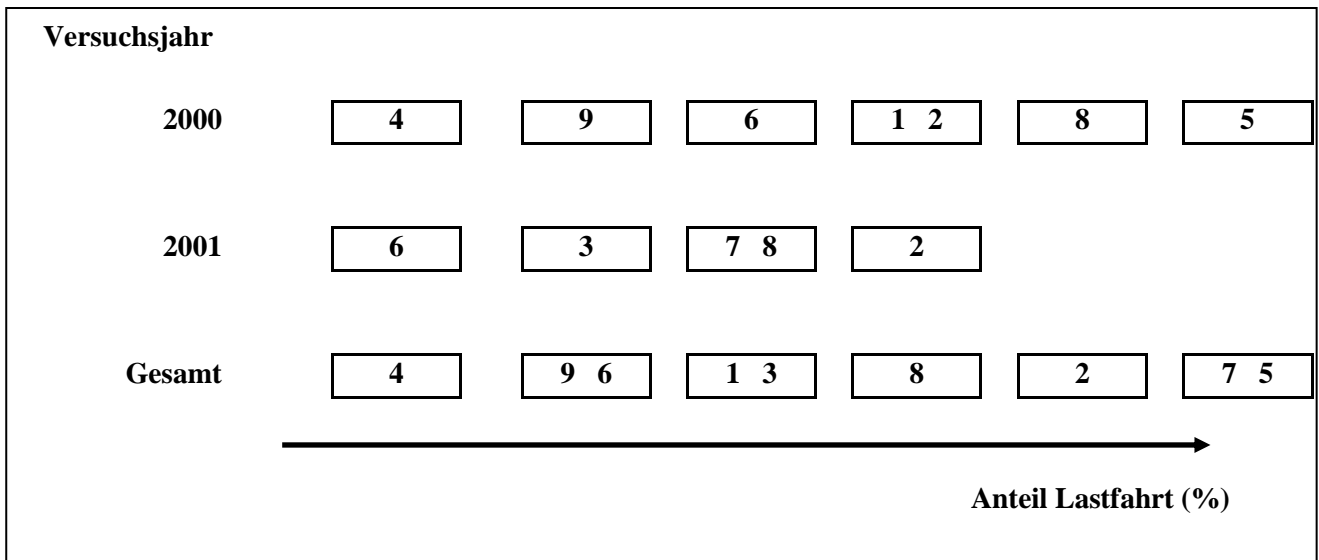 Versuchsjahr
2000 4 9 6 1 2 8 5
2001 6 3 7 8 2
Gesamt 4 9 6 1 3 8 2 7 5
Anteil Lastfahrt (%)